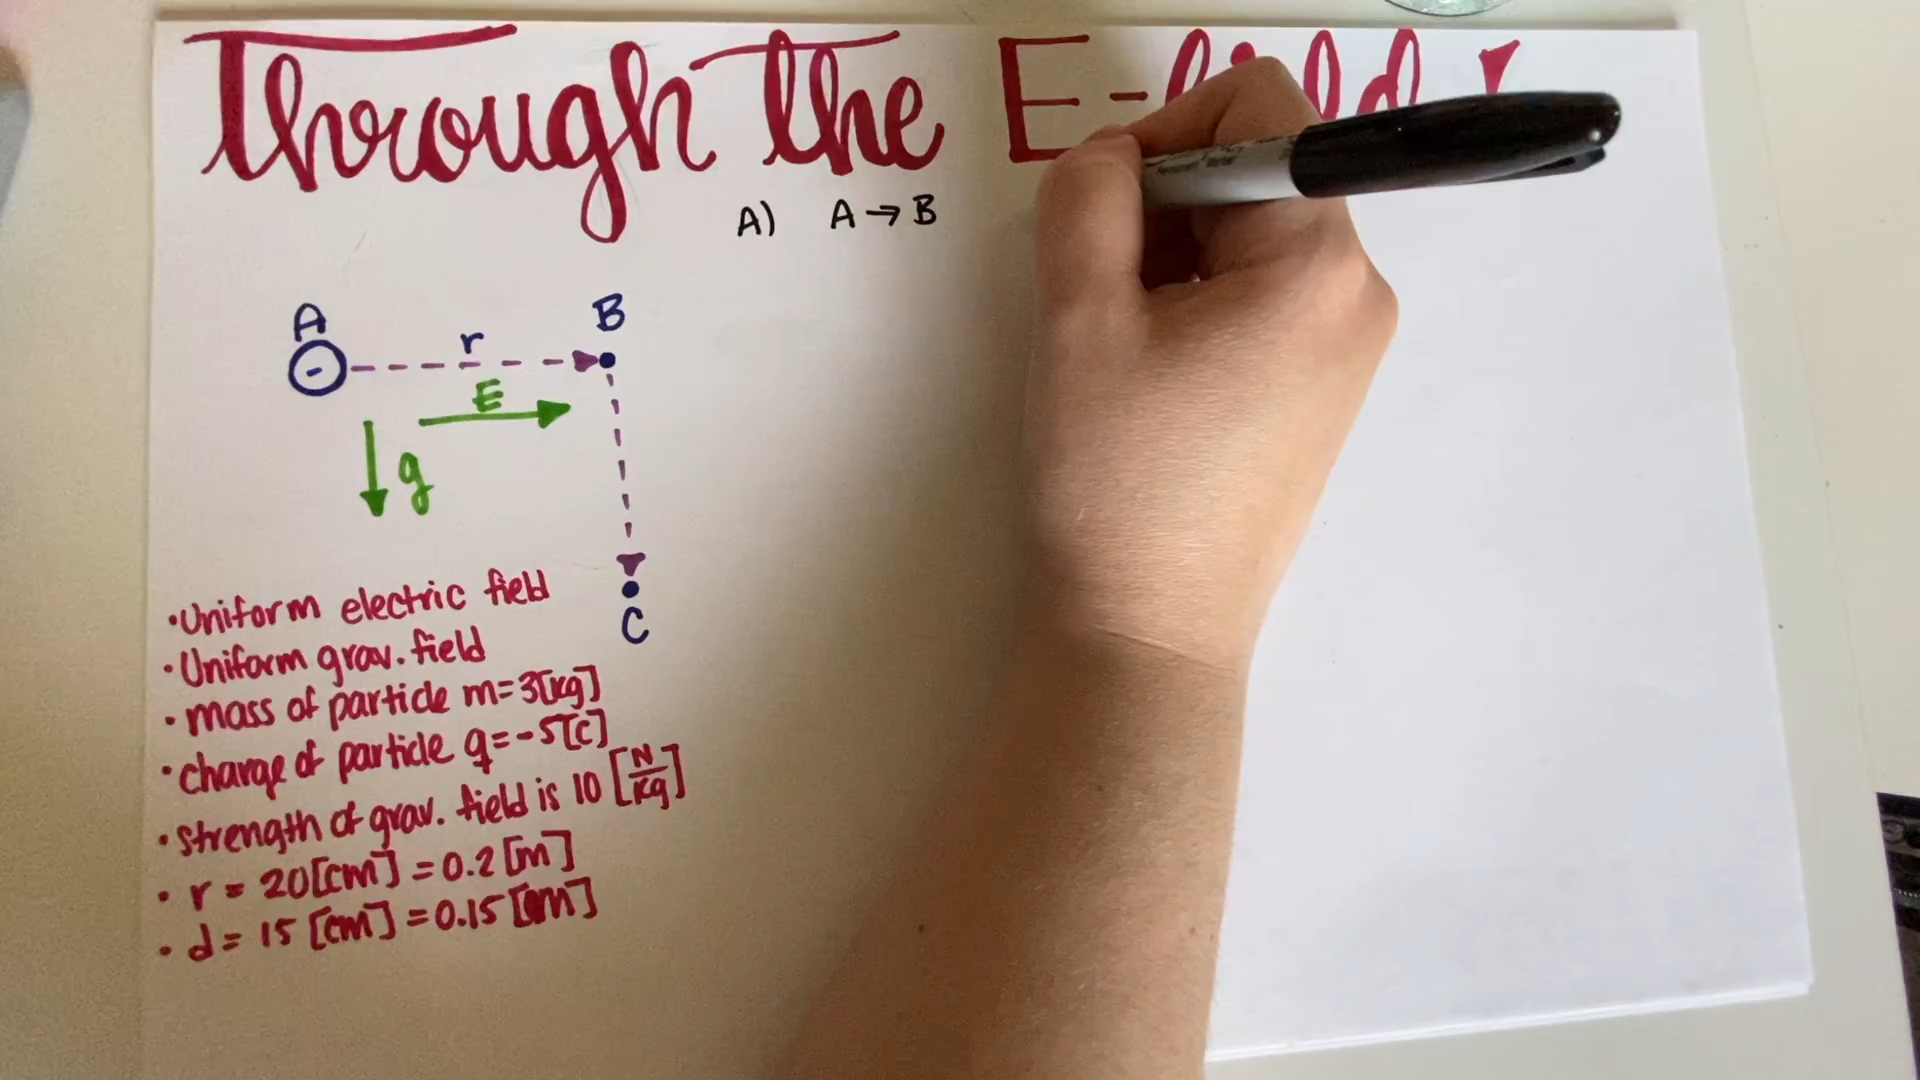 Through the E-field
A) A → B
A
B
r
-
E
g
C
•Uniform electric field
•Uniform grav. field
•mass of particle m=3[kg]
•charge of particle q=-5[C]
•strength of grav. field is 10 [N/kg]
•r = 20[cm] = 0.2[m]
•d = 15[cm] = 0.15[m]